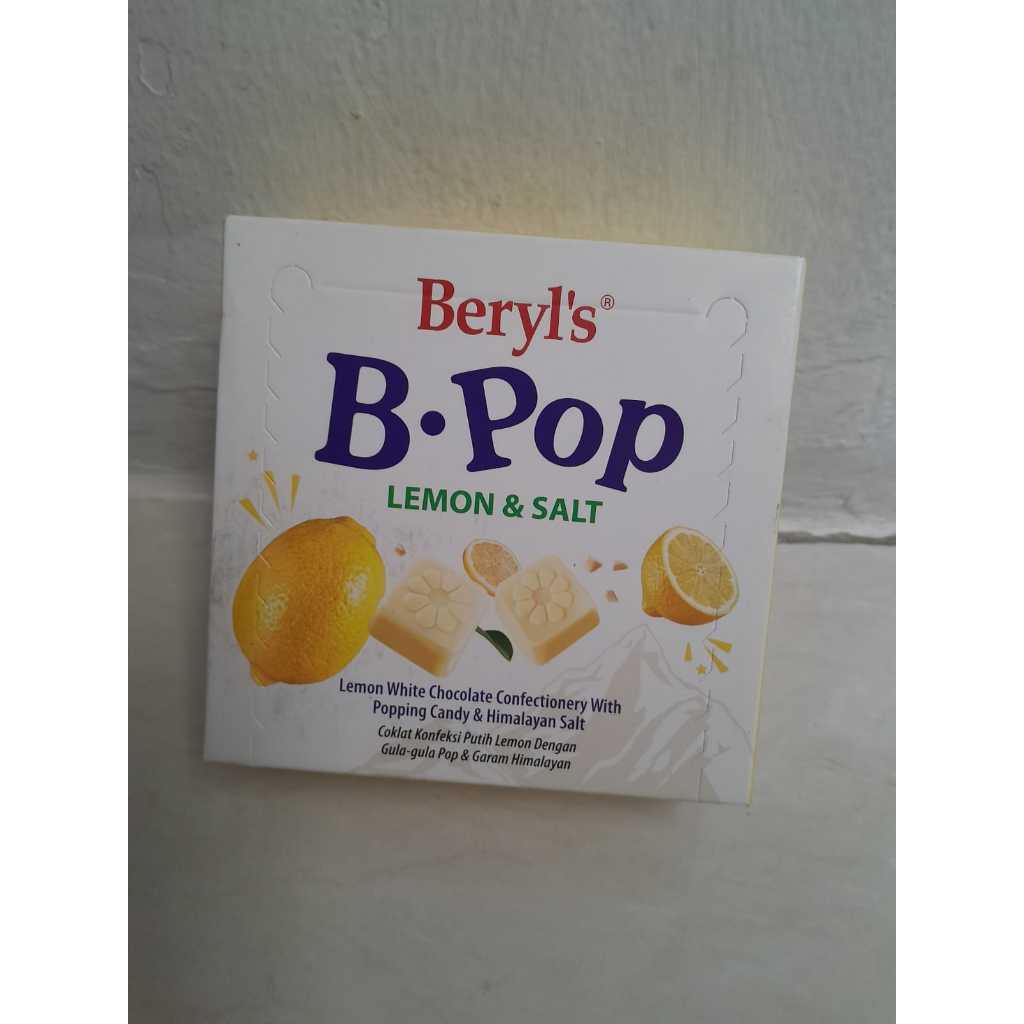 Beryl's®
B·Pop
LEMON & SALT
Lemon White Chocolate Confectionery With
Popping Candy & Himalayan Salt
Coklat Konfeksi Putih Lemon Dengan
Gula-gula Pop & Garam Himalayan